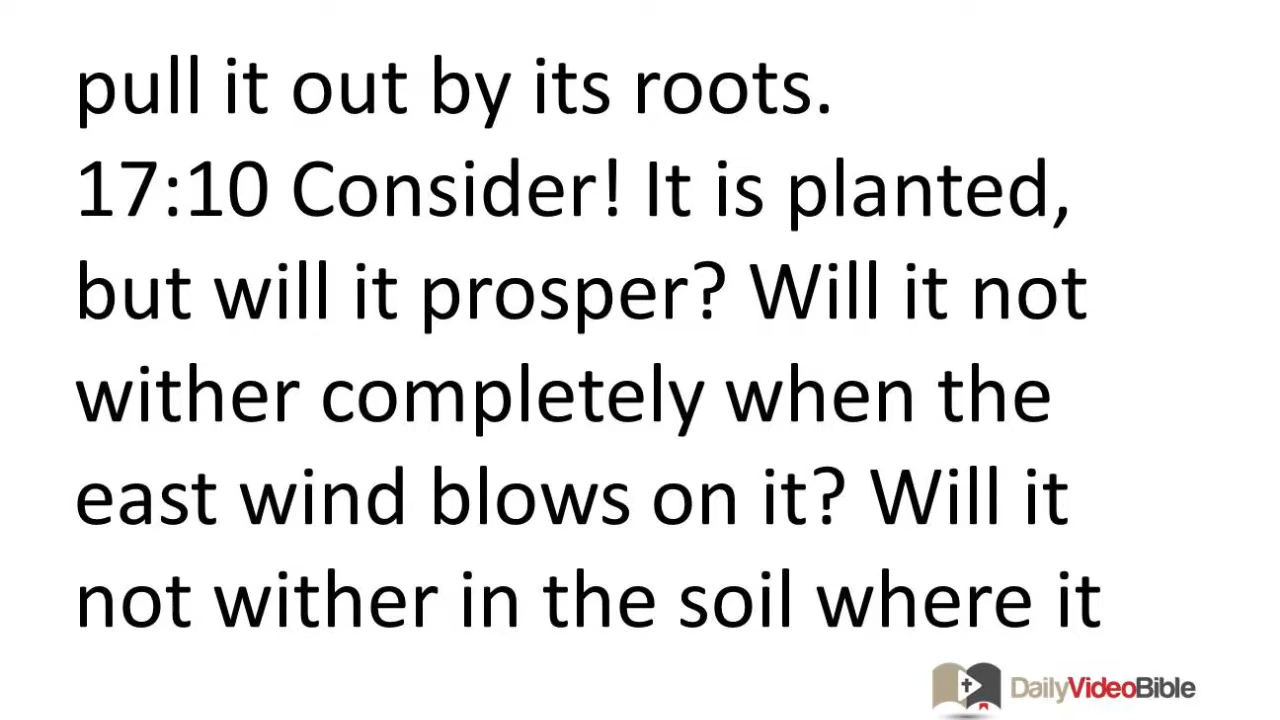 pull it out by its roots.
17:10 Consider! It is planted,
but will it prosper? Will it not
wither completely when the
east wind blows on it? Will it
not wither in the soil where it
DailyVideoBible